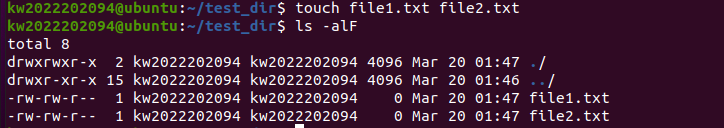 kw2022202094@ubuntu:~/test_dir$ touch file1.txt file2.txt
kw2022202094@ubuntu:~/test_dir$ ls -alF
total 8
drwxrwxr-x  2 kw2022202094 kw2022202094 4096 Mar 20 01:47 ./
drwxr-xr-x 15 kw2022202094 kw2022202094 4096 Mar 20 01:46 ../
-rw-rw-r--  1 kw2022202094 kw2022202094    0 Mar 20 01:47 file1.txt
-rw-rw-r--  1 kw2022202094 kw2022202094    0 Mar 20 01:47 file2.txt